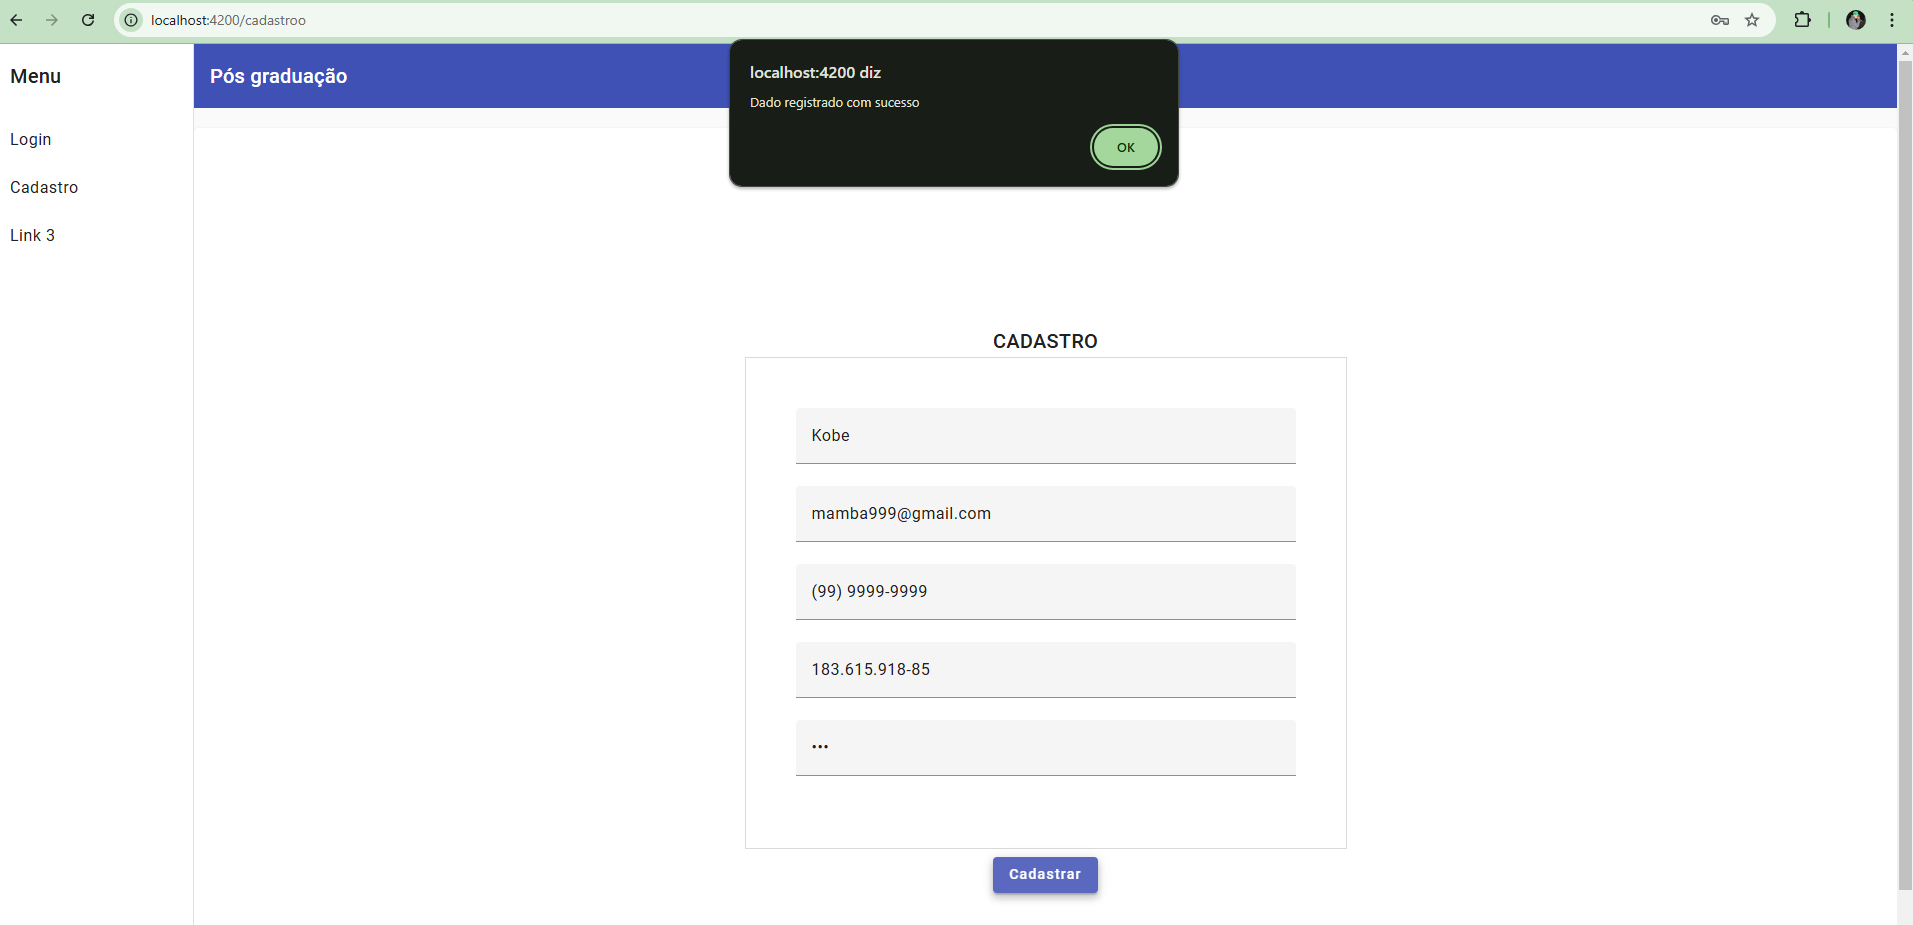 localhost:4200/cadastroo
localhost:4200 diz
Dado registrado com sucesso
OK
Menu
Login
Cadastro
Link 3
Pós graduação
CADASTRO
Kobe
mamba999@gmail.com
(99) 9999-9999
183.615.918-85
•••
Cadastrar